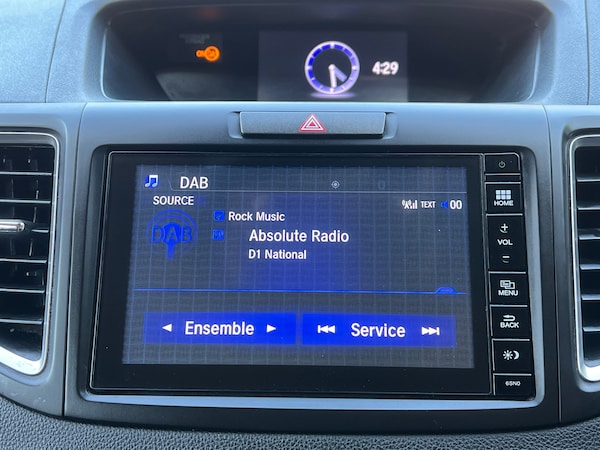 4:29
DAB
SOURCE
TEXT 00
DAB
Rock Music
Absolute Radio
D1 National
Ensemble
Service
HOME
+
VOL
−
MENU
BACK
6SN0